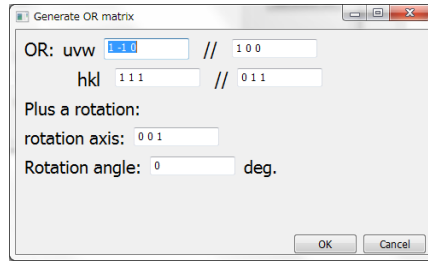 Generate OR matrix
OR: uvw 1 -1 0 // 1 0 0
hkl 1 1 1 // 0 1 1
Plus a rotation:
rotation axis: 0 0 1
Rotation angle: 0 deg.
OK Cancel